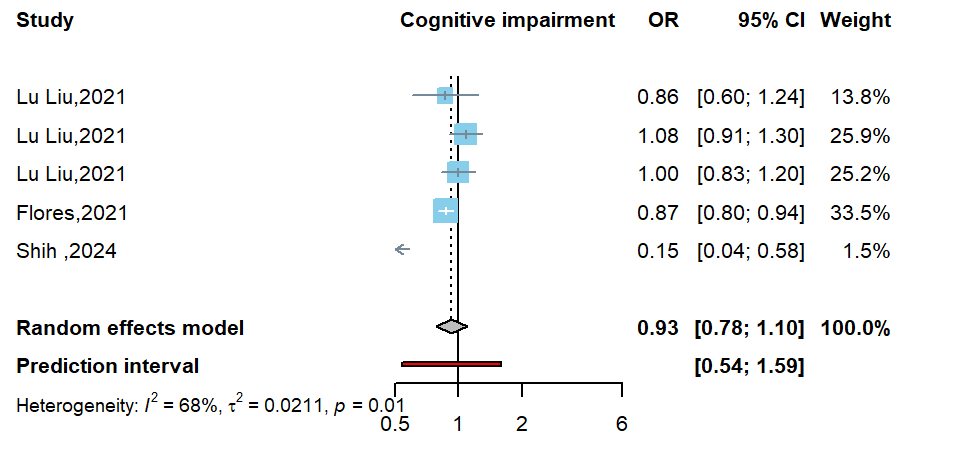 Study Cognitive impairment OR 95% CI Weight
Lu Liu,2021 0.86 [0.60; 1.24] 13.8%
Lu Liu,2021 1.08 [0.91; 1.30] 25.9%
Lu Liu,2021 1.00 [0.83; 1.20] 25.2%
Flores,2021 0.87 [0.80; 0.94] 33.5%
Shih ,2024 0.15 [0.04; 0.58] 1.5%
Random effects model 0.93 [0.78; 1.10] 100.0%
Prediction interval [0.54; 1.59]
Heterogeneity: I² = 68%, τ² = 0.0211, p = 0.01
0.5 1 2 6